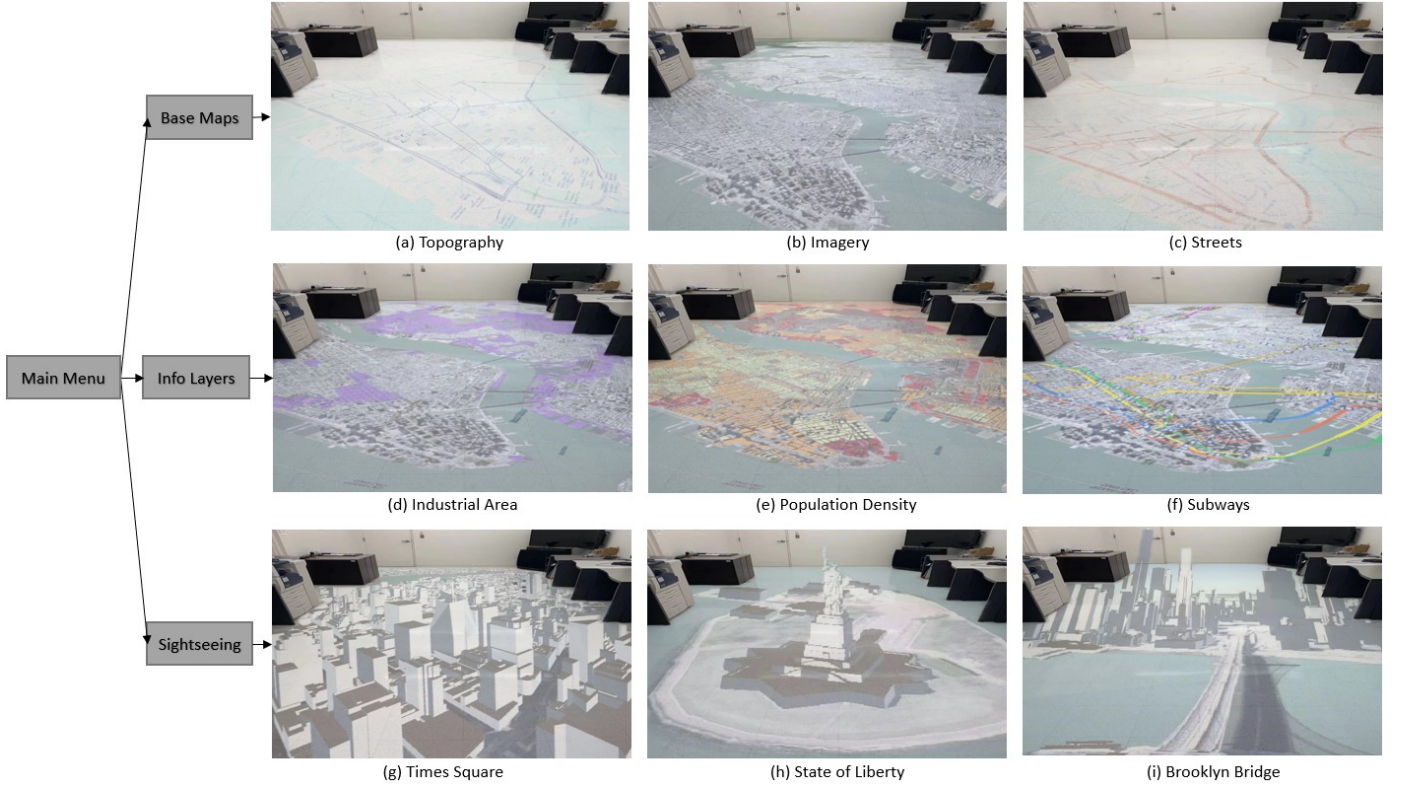 Base Maps
(a) Topography
(b) Imagery
(c) Streets
Main Menu
Info Layers
(d) Industrial Area
(e) Population Density
(f) Subways
Sightseeing
(g) Times Square
(h) State of Liberty
(i) Brooklyn Bridge